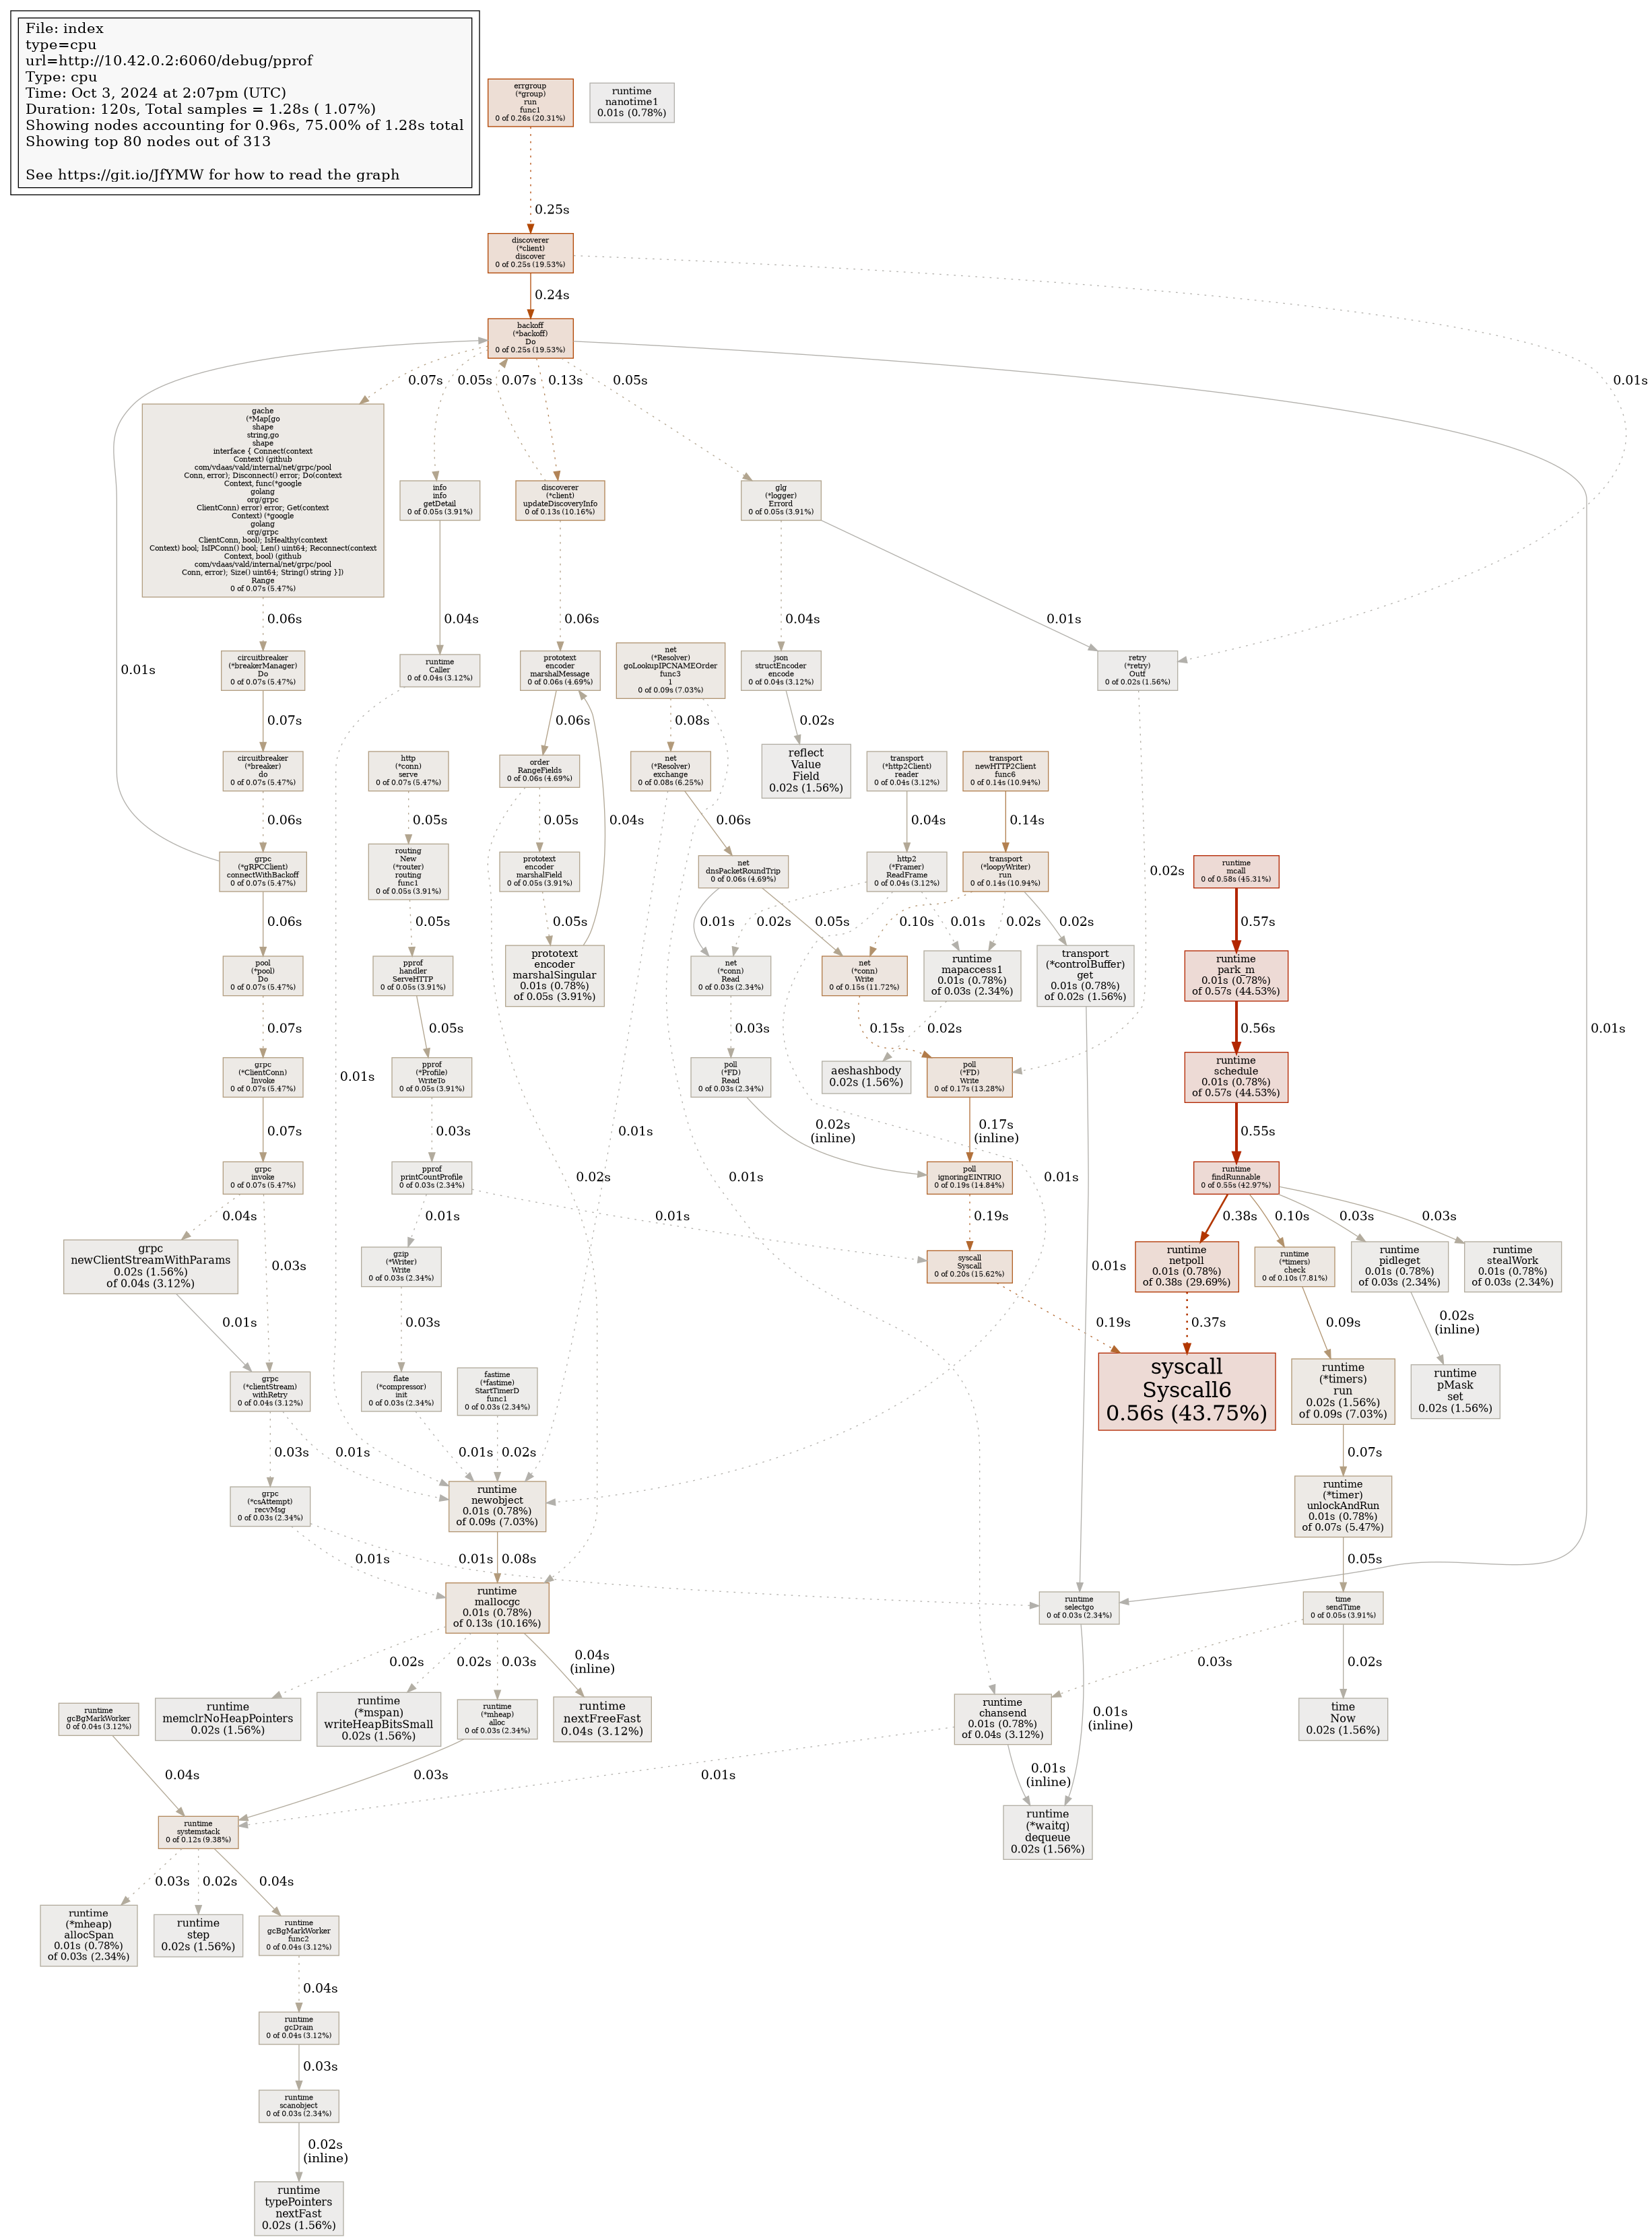 File: index
type=cpu
url=http://10.42.0.2:6060/debug/pprof
Type: cpu
Time: Oct 3, 2024 at 2:07pm (UTC)
Duration: 120s, Total samples = 1.28s ( 1.07%)
Showing nodes accounting for 0.96s, 75.00% of 1.28s total
Showing top 80 nodes out of 313
See https://git.io/JfYMW for how to read the graph
errgroup
(*group)
run
func1
0 of 0.26s (20.31%)
runtime
nanotime1
0.01s (0.78%)
0.25s
discoverer
(*client)
discover
0 of 0.25s (19.53%)
0.24s
backoff
(*backoff)
Do
0 of 0.25s (19.53%)
0.07s
0.05s
0.07s
0.13s
0.05s
0.01s
gache
(*Map[go
shape
string,go
shape
interface { Connect(context
Context) (github
com/vdaas/vald/internal/net/grpc/pool
Conn, error); Disconnect() error; Do(context
Context, func(*google
golang
org/grpc
ClientConn) error) error; Get(context
Context) (*google
golang
org/grpc
ClientConn, bool); IsHealthy(context
Context) bool; IsIPConn() bool; Len() uint64; Reconnect(context
Context, bool) (github
com/vdaas/vald/internal/net/grpc/pool
Conn, error); Size() uint64; String() string }])
Range
0 of 0.07s (5.47%)
info
info
getDetail
0 of 0.05s (3.91%)
discoverer
(*client)
updateDiscoveryInfo
0 of 0.13s (10.16%)
glg
(*logger)
Errord
0 of 0.05s (3.91%)
0.06s
0.04s
0.06s
0.04s
0.01s
0.01s
circuitbreaker
(*breakerManager)
Do
0 of 0.07s (5.47%)
runtime
Caller
0 of 0.04s (3.12%)
prototext
encoder
marshalMessage
0 of 0.06s (4.69%)
net
(*Resolver)
goLookupIPCNAMEOrder
func3
1
0 of 0.09s (7.03%)
json
structEncoder
encode
0 of 0.04s (3.12%)
retry
(*retry)
Outf
0 of 0.02s (1.56%)
0.07s
0.06s
0.08s
0.02s
circuitbreaker
(*breaker)
do
0 of 0.07s (5.47%)
http
(*conn)
serve
0 of 0.07s (5.47%)
order
RangeFields
0 of 0.06s (4.69%)
net
(*Resolver)
exchange
0 of 0.08s (6.25%)
reflect
Value
Field
0.02s (1.56%)
transport
(*http2Client)
reader
0 of 0.04s (3.12%)
transport
newHTTP2Client
func6
0 of 0.14s (10.94%)
0.06s
0.05s
0.05s
0.04s
0.06s
0.04s
0.14s
grpc
(*gRPCClient)
connectWithBackoff
0 of 0.07s (5.47%)
routing
New
(*router)
routing
func1
0 of 0.05s (3.91%)
prototext
encoder
marshalField
0 of 0.05s (3.91%)
net
dnsPacketRoundTrip
0 of 0.06s (4.69%)
http2
(*Framer)
ReadFrame
0 of 0.04s (3.12%)
transport
(*loopyWriter)
run
0 of 0.14s (10.94%)
0.02s
runtime
mcall
0 of 0.58s (45.31%)
0.06s
0.05s
0.05s
0.01s
0.02s
0.05s
0.10s
0.01s
0.02s
0.02s
0.57s
pool
(*pool)
Do
0 of 0.07s (5.47%)
pprof
handler
ServeHTTP
0 of 0.05s (3.91%)
prototext
encoder
marshalSingular
0.01s (0.78%)
of 0.05s (3.91%)
net
(*conn)
Read
0 of 0.03s (2.34%)
net
(*conn)
Write
0 of 0.15s (11.72%)
runtime
mapaccess1
0.01s (0.78%)
of 0.03s (2.34%)
transport
(*controlBuffer)
get
0.01s (0.78%)
of 0.02s (1.56%)
runtime
park_m
0.01s (0.78%)
of 0.57s (44.53%)
0.07s
0.05s
0.03s
0.15s
0.02s
0.56s
0.01s
grpc
(*ClientConn)
Invoke
0 of 0.07s (5.47%)
0.01s
pprof
(*Profile)
WriteTo
0 of 0.05s (3.91%)
poll
(*FD)
Read
0 of 0.03s (2.34%)
aeshashbody
0.02s (1.56%)
poll
(*FD)
Write
0 of 0.17s (13.28%)
runtime
schedule
0.01s (0.78%)
of 0.57s (44.53%)
0.07s
0.03s
0.01s
0.02s
(inline)
0.17s
(inline)
0.55s
grpc
invoke
0 of 0.07s (5.47%)
pprof
printCountProfile
0 of 0.03s (2.34%)
0.02s
0.01s
poll
ignoringEINTRIO
0 of 0.19s (14.84%)
0.01s
runtime
findRunnable
0 of 0.55s (42.97%)
0.04s
0.01s
0.01s
0.19s
0.38s
0.10s
0.03s
0.03s
grpc
newClientStreamWithParams
0.02s (1.56%)
of 0.04s (3.12%)
0.03s
gzip
(*Writer)
Write
0 of 0.03s (2.34%)
syscall
Syscall
0 of 0.20s (15.62%)
0.01s
runtime
netpoll
0.01s (0.78%)
of 0.38s (29.69%)
runtime
(*timers)
check
0 of 0.10s (7.81%)
runtime
pidleget
0.01s (0.78%)
of 0.03s (2.34%)
runtime
stealWork
0.01s (0.78%)
of 0.03s (2.34%)
0.01s
0.03s
0.19s
0.37s
0.09s
0.02s
(inline)
grpc
(*clientStream)
withRetry
0 of 0.04s (3.12%)
flate
(*compressor)
init
0 of 0.03s (2.34%)
fastime
(*fastime)
StartTimerD
func1
0 of 0.03s (2.34%)
syscall
Syscall6
0.56s (43.75%)
runtime
(*timers)
run
0.02s (1.56%)
of 0.09s (7.03%)
runtime
pMask
set
0.02s (1.56%)
0.03s
0.01s
0.01s
0.02s
0.07s
grpc
(*csAttempt)
recvMsg
0 of 0.03s (2.34%)
runtime
newobject
0.01s (0.78%)
of 0.09s (7.03%)
runtime
(*timer)
unlockAndRun
0.01s (0.78%)
of 0.07s (5.47%)
0.01s
0.01s
0.08s
0.05s
runtime
mallocgc
0.01s (0.78%)
of 0.13s (10.16%)
runtime
selectgo
0 of 0.03s (2.34%)
time
sendTime
0 of 0.05s (3.91%)
0.02s
0.02s
0.03s
0.04s
(inline)
0.03s
0.02s
runtime
gcBgMarkWorker
0 of 0.04s (3.12%)
runtime
memclrNoHeapPointers
0.02s (1.56%)
runtime
(*mspan)
writeHeapBitsSmall
0.02s (1.56%)
runtime
(*mheap)
alloc
0 of 0.03s (2.34%)
runtime
nextFreeFast
0.04s (3.12%)
runtime
chansend
0.01s (0.78%)
of 0.04s (3.12%)
0.01s
(inline)
time
Now
0.02s (1.56%)
0.04s
0.03s
0.01s
0.01s
(inline)
runtime
systemstack
0 of 0.12s (9.38%)
runtime
(*waitq)
dequeue
0.02s (1.56%)
0.03s
0.02s
0.04s
runtime
(*mheap)
allocSpan
0.01s (0.78%)
of 0.03s (2.34%)
runtime
step
0.02s (1.56%)
runtime
gcBgMarkWorker
func2
0 of 0.04s (3.12%)
0.04s
runtime
gcDrain
0 of 0.04s (3.12%)
0.03s
runtime
scanobject
0 of 0.03s (2.34%)
0.02s
(inline)
runtime
typePointers
nextFast
0.02s (1.56%)